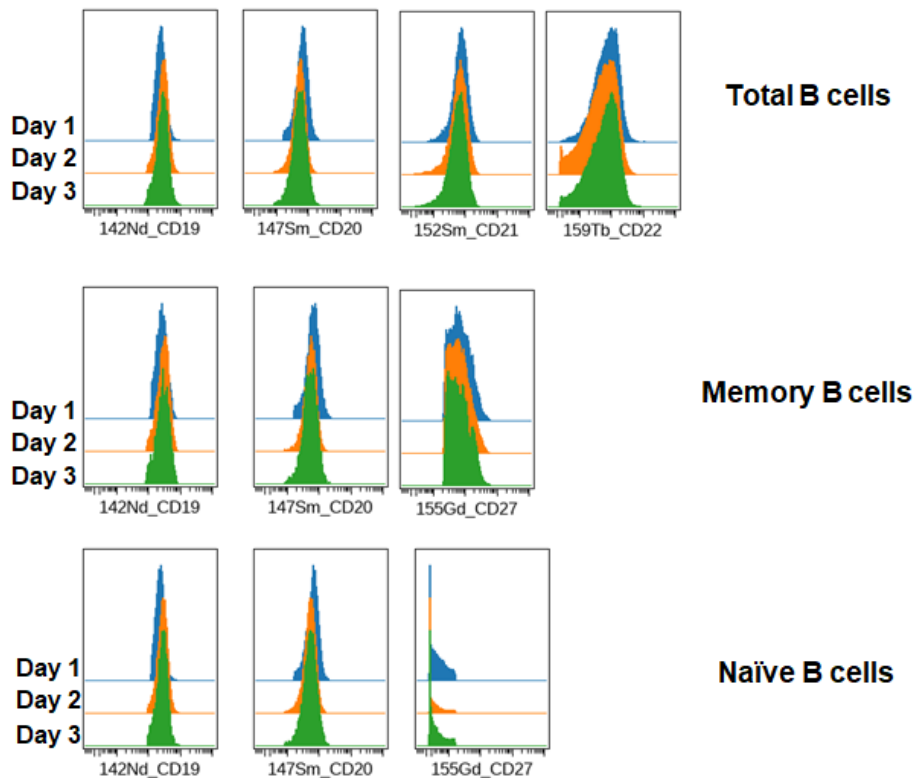 Total B cells
Day 1
Day 2
Day 3
142Nd_CD19
147Sm_CD20
152Sm_CD21
159Tb_CD22
Memory B cells
Day 1
Day 2
Day 3
142Nd_CD19
147Sm_CD20
155Gd_CD27
Naïve B cells
Day 1
Day 2
Day 3
142Nd_CD19
147Sm_CD20
155Gd_CD27